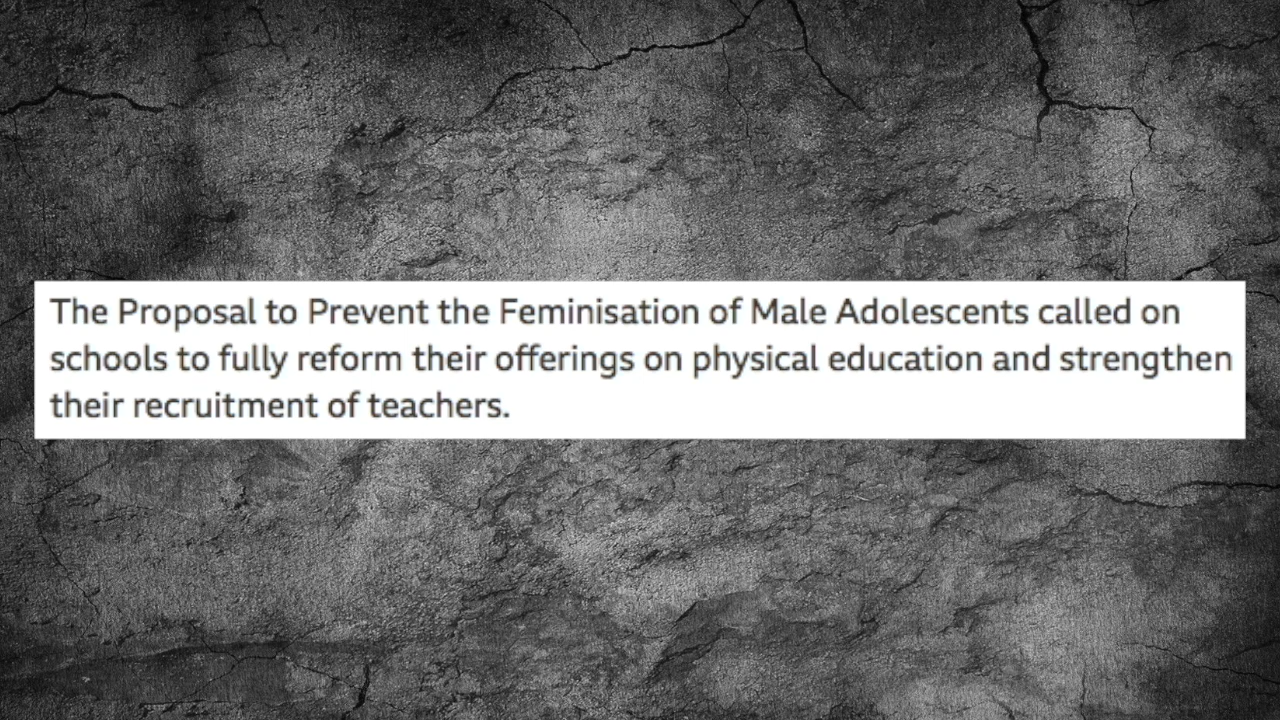 The Proposal to Prevent the Feminisation of Male Adolescents called on
schools to fully reform their offerings on physical education and strengthen
their recruitment of teachers.